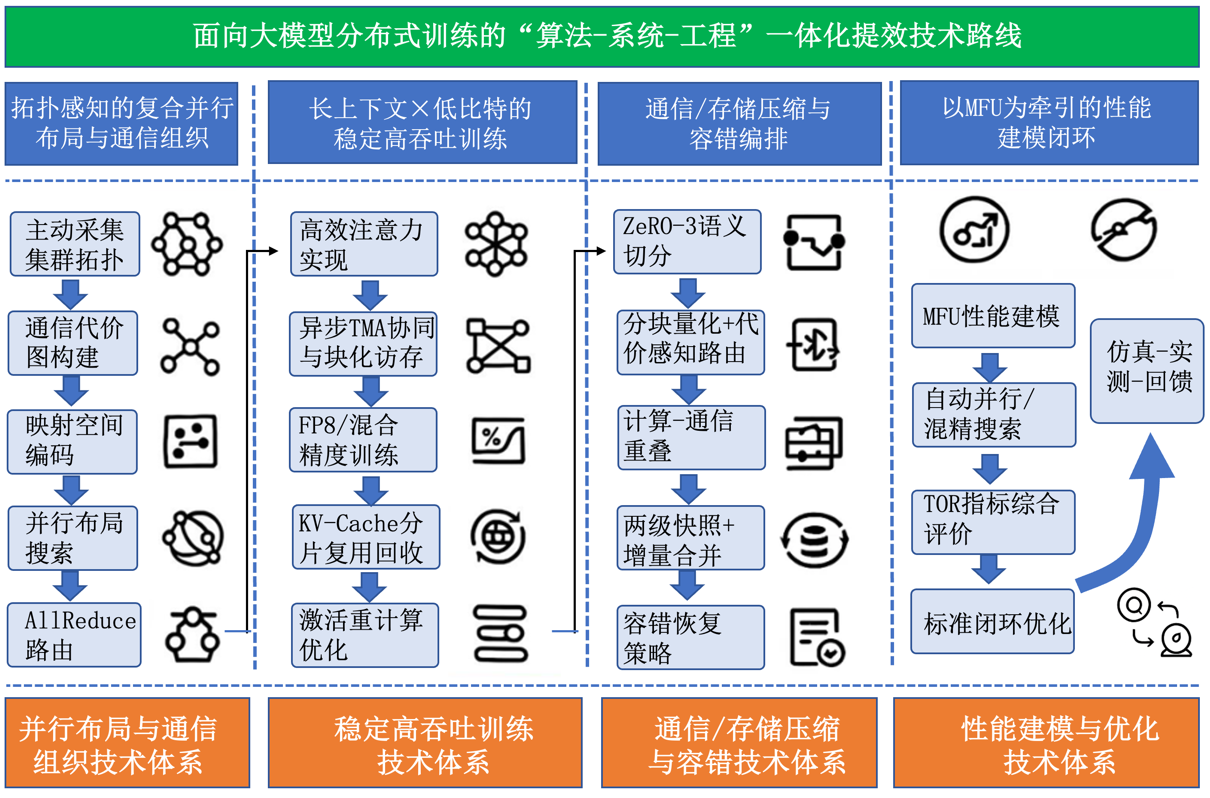 面向大模型分布式训练的“算法-系统-工程”一体化提效技术路线
拓扑感知的复合并行
布局与通信组织
长上下文×低比特的
稳定高吞吐训练
通信/存储压缩与
容错编排
以MFU为牵引的性能
建模闭环
主动采集
集群拓扑
通信代价
图构建
映射空间
编码
并行布局
搜索
AllReduce
路由
高效注意力
实现
异步TMA协同
与块化访存
FP8/混合
精度训练
%
KV-Cache分
片复用回收
激活重计算
优化
ZeRO-3语义
切分
分块量化+代
价感知路由
计算-通信
重叠
两级快照+
增量合并
容错恢复
策略
MFU性能建模
自动并行/
混精搜索
TOR指标综合
评价
标准闭环优化
仿真-实
测-回馈
并行布局与通信
组织技术体系
稳定高吞吐训练
技术体系
通信/存储压缩
与容错技术体系
性能建模与优化
技术体系